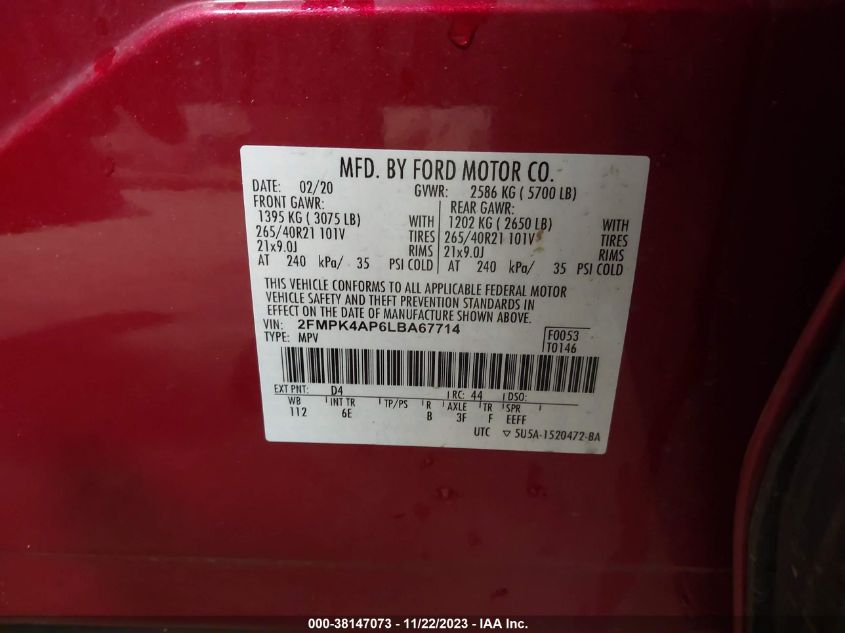 MFD. BY FORD MOTOR CO.
DATE: 02/20 GVWR: 2586 KG ( 5700 LB)
FRONT GAWR: REAR GAWR:
1395 KG ( 3075 LB) WITH 1202 KG ( 2650 LB) WITH
265/40R21 101V TIRES 265/40R21 101V TIRES
21x9.0J RIMS 21x9.0J RIMS
AT 240 kPa/ 35 PSI COLD AT 240 kPa/ 35 PSI COLD
THIS VEHICLE CONFORMS TO ALL APPLICABLE FEDERAL MOTOR
VEHICLE SAFETY AND THEFT PREVENTION STANDARDS IN
EFFECT ON THE DATE OF MANUFACTURE SHOWN ABOVE.
VIN: 2FMPK4AP6LBA67714 F0053
TYPE: MPV T0146
EXT PNT: D4 RC: 44 DSO:
WB INT TR TP/PS R AXLE TR SPR
112 6E B 3F F EEFF
UTC ▽ 5U5A-1520472-BA
000-38147073 - 11/22/2023 - IAA Inc.